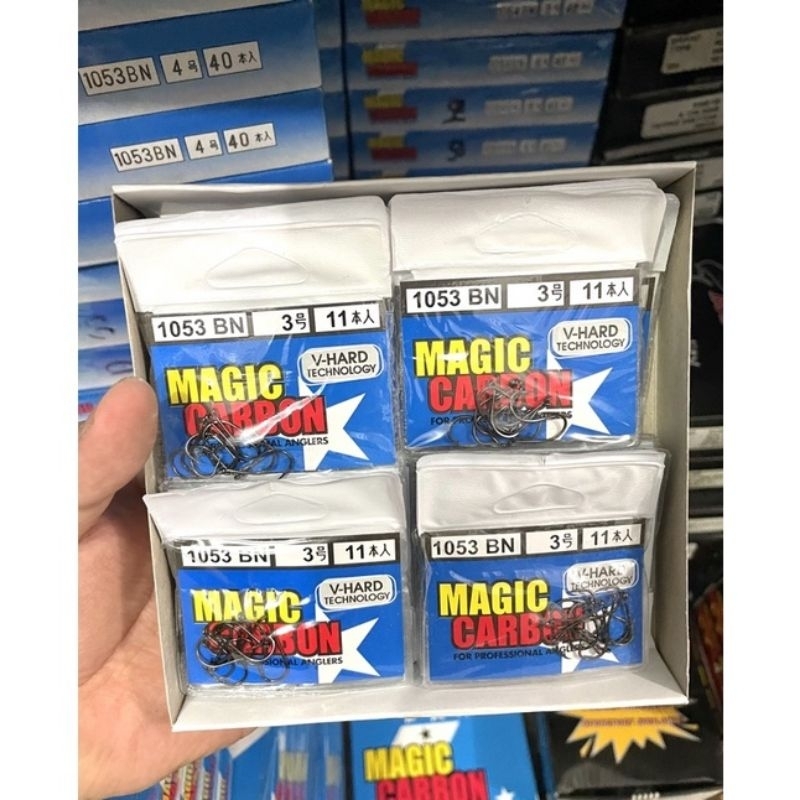 1053BN 4号 40本入
1053BN 4号 40本入
MAGIC
CARBON
1053 BN 3号 11本入
V-HARD
TECHNOLOGY
MAGIC
CARBON
ANGLERS
1053 BN 3号 11本入
V-HARD
TECHNOLOGY
MAGIC
CARBON
FOR
1053 BN 3号 11本入
V-HARD
TECHNOLOGY
MAGIC
CARBON
ANGLERS
1053 BN 3号 11本入
V-HARD
TECHNOLOGY
MAGIC
CARBON
FOR PROFESSIONAL ANGLERS
MAGIC
CARBON